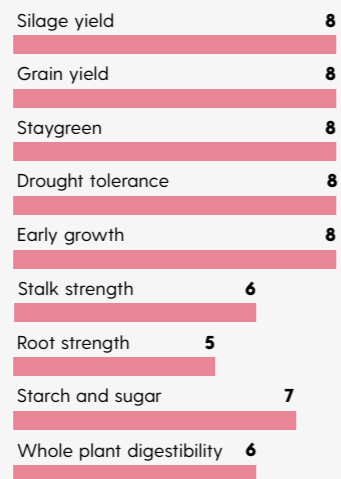 Silage yield 8
Grain yield 8
Staygreen 8
Drought tolerance 8
Early growth 8
Stalk strength 6
Root strength 5
Starch and sugar 7
Whole plant digestibility 6